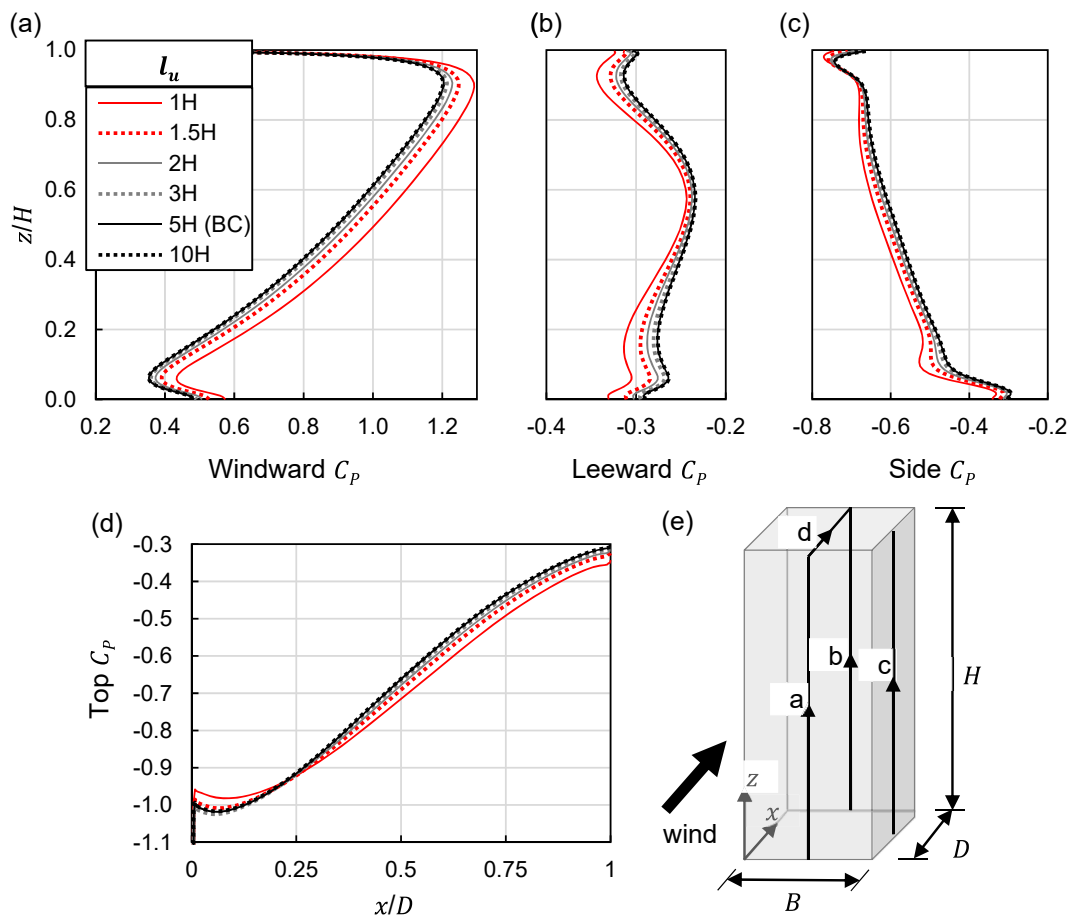 (a)
(b)
(c)
1.0
0.8
0.6
0.4
0.2
0.0
z/H
l_u
1H
1.5H
2H
3H
5H (BC)
10H
0.2 0.4 0.6 0.8 1.0 1.2
-0.4 -0.3 -0.2
-0.8 -0.6 -0.4 -0.2
Windward C_P
Leeward C_P
Side C_P
(d)
-0.3
-0.4
-0.5
-0.6
-0.7
-0.8
-0.9
-1.0
-1.1
Top C_P
0 0.25 0.5 0.75 1
x/D
(e)
d
b
c
a
H
z
x
wind
D
B